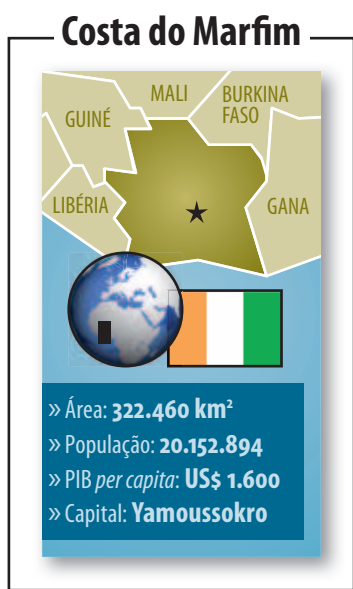 Costa do Marfim
MALI
BURKINA
FASO
GUINÉ
LIBÉRIA
GANA
» Área: 322.460 km²
» População: 20.152.894
» PIB per capita: US$ 1.600
» Capital: Yamoussokro